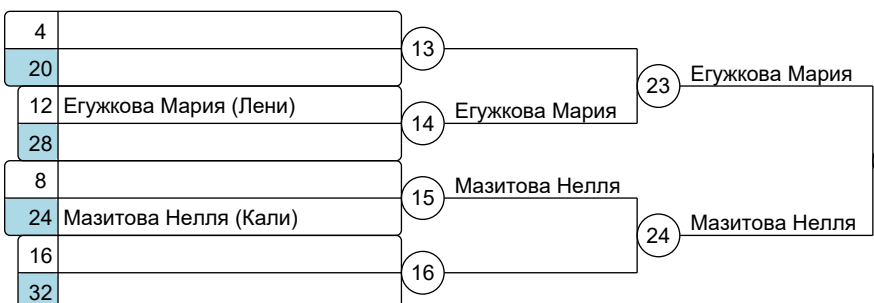 4
13
20
23 Егужкова Мария
12 Егужкова Мария (Лени)
14 Егужкова Мария
28
8
15 Мазитова Нелля
24 Мазитова Нелля (Кали)
24 Мазитова Нелля
16
16
32